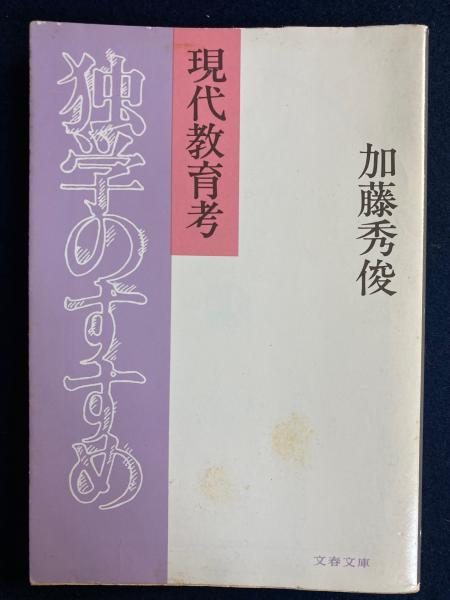 加藤秀俊
現代教育考
独学のすすめ
文春文庫